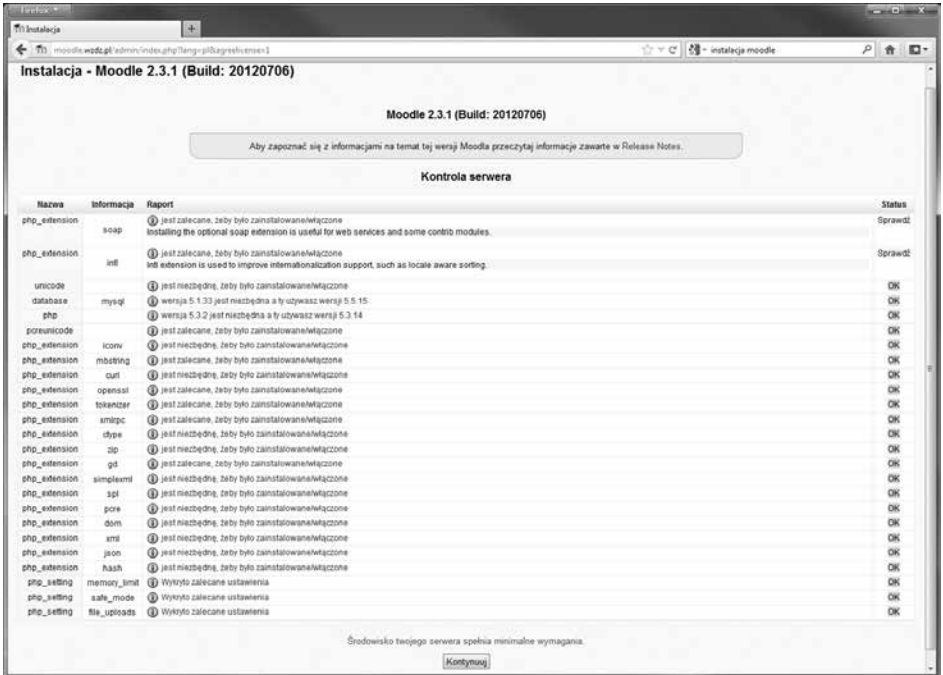 Firefox
Instalacja
moodle.wzdz.pl/admin/index.php?lang=pl&agreelicense=1
instalacja moodle
Instalacja - Moodle 2.3.1 (Build: 20120706)
Moodle 2.3.1 (Build: 20120706)
Aby zapoznać się z informacjami na temat tej wersji Moodla przeczytaj informacje zawarte w Release Notes.
Kontrola serwera
Nazwa Informacja Raport Status
php_extension soap jest zalecane, żeby było zainstalowane/włączone Sprawdź
Installing the optional soap extension is useful for web services and some contrib modules.
php_extension intl jest zalecane, żeby było zainstalowane/włączone Sprawdź
Intl extension is used to improve internationalization support, such as locale aware sorting.
unicode jest niezbędne, żeby było zainstalowane/włączone OK
database mysql wersja 5.1.33 jest niezbędna a ty używasz wersji 5.5.15 OK
php wersja 5.3.2 jest niezbędna a ty używasz wersji 5.3.14 OK
pcreunicode jest zalecane, żeby było zainstalowane/włączone OK
php_extension iconv jest niezbędne, żeby było zainstalowane/włączone OK
php_extension mbstring jest zalecane, żeby było zainstalowane/włączone OK
php_extension curl jest niezbędne, żeby było zainstalowane/włączone OK
php_extension openssl jest zalecane, żeby było zainstalowane/włączone OK
php_extension tokenizer jest zalecane, żeby było zainstalowane/włączone OK
php_extension xmlrpc jest zalecane, żeby było zainstalowane/włączone OK
php_extension ctype jest niezbędne, żeby było zainstalowane/włączone OK
php_extension zip jest niezbędne, żeby było zainstalowane/włączone OK
php_extension gd jest zalecane, żeby było zainstalowane/włączone OK
php_extension simplexml jest niezbędne, żeby było zainstalowane/włączone OK
php_extension spl jest niezbędne, żeby było zainstalowane/włączone OK
php_extension pcre jest niezbędne, żeby było zainstalowane/włączone OK
php_extension dom jest niezbędne, żeby było zainstalowane/włączone OK
php_extension xml jest niezbędne, żeby było zainstalowane/włączone OK
php_extension json jest niezbędne, żeby było zainstalowane/włączone OK
php_extension hash jest niezbędne, żeby było zainstalowane/włączone OK
php_setting memory_limit Wykryto zalecane ustawienia OK
php_setting safe_mode Wykryto zalecane ustawienia OK
php_setting file_uploads Wykryto zalecane ustawienia OK
Środowisko twojego serwera spełnia minimalne wymagania.
Kontynuuj